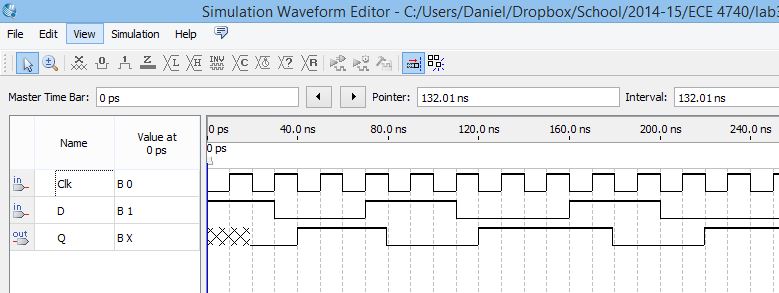 Simulation Waveform Editor - C:/Users/Daniel/Dropbox/School/2014-15/ECE 4740/lab3
File Edit View Simulation Help
Master Time Bar: 0 ps Pointer: 132.01 ns Interval: 132.01 ns
Name Value at 0 ps 0 ps 40.0 ns 80.0 ns 120.0 ns 160.0 ns 200.0 ns 240.0 ns
0 ps
in Clk B 0
in D B 1
out Q B X